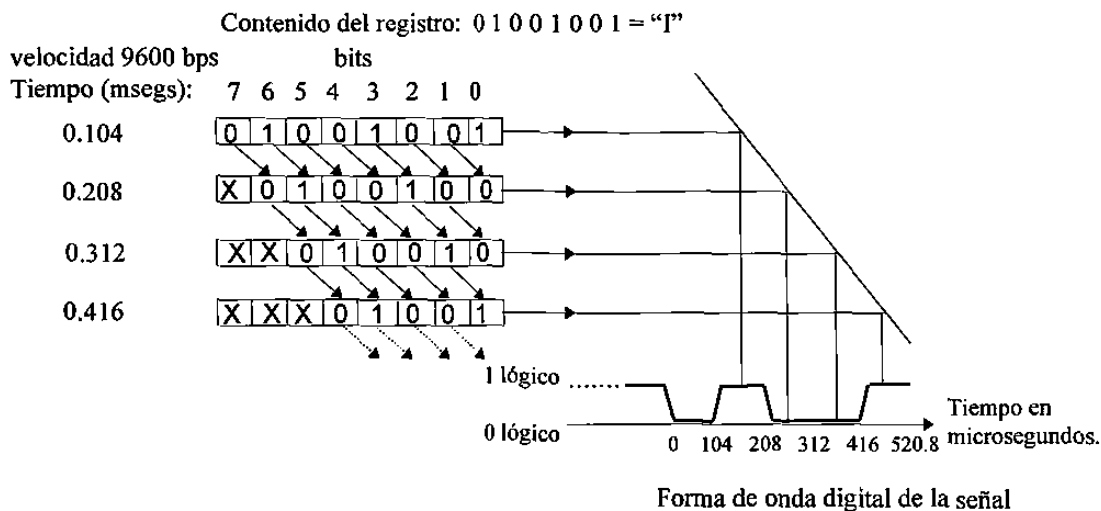 Contenido del registro: 0 1 0 0 1 0 0 1 = “I”
velocidad 9600 bps bits
Tiempo (msegs): 7 6 5 4 3 2 1 0
0.104 0 1 0 0 1 0 0 1
0.208 X 0 1 0 0 1 0 0
0.312 X X 0 1 0 0 1 0
0.416 X X X 0 1 0 0 1
1 lógico
0 lógico
0 104 208 312 416 520.8
Tiempo en
microsegundos.
Forma de onda digital de la señal